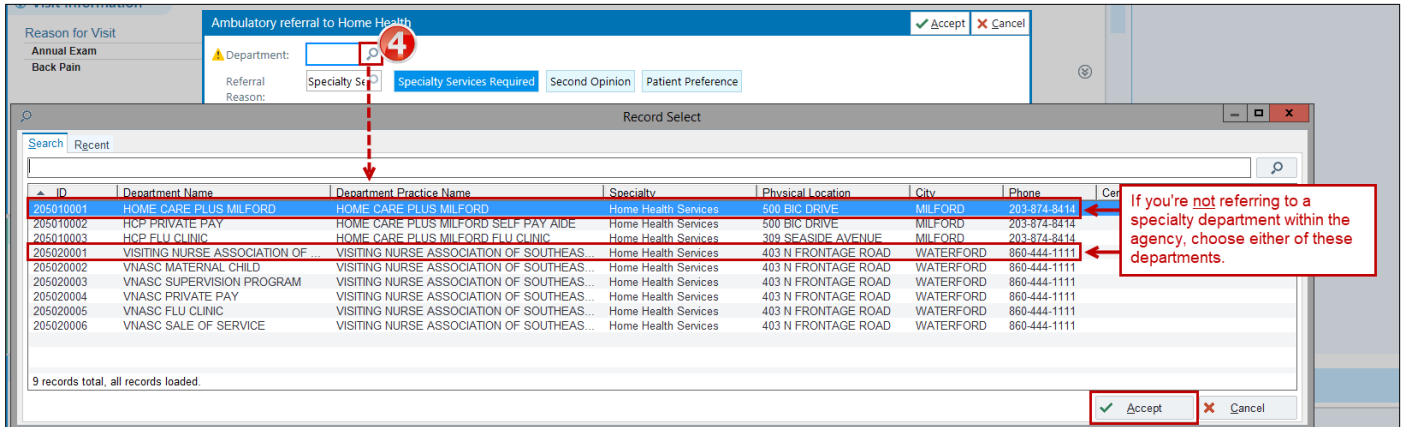 Visit Information
Reason for Visit
Annual Exam
Back Pain
Ambulatory referral to Home Health
Accept
Cancel
Department:
4
Referral Reason:
Specialty Se
Specialty Services Required
Second Opinion
Patient Preference
Record Select
Search Recent
ID Department Name Department Practice Name Specialty Physical Location City Phone Cen
205010001 HOME CARE PLUS MILFORD HOME CARE PLUS MILFORD Home Health Services 500 BIC DRIVE MILFORD 203-874-8414
205010002 HCP PRIVATE PAY HOME CARE PLUS MILFORD SELF PAY AIDE Home Health Services 500 BIC DRIVE MILFORD 203-874-8414
205010003 HCP FLU CLINIC HOME CARE PLUS MILFORD FLU CLINIC Home Health Services 309 SEASIDE AVENUE MILFORD 203-874-8414
205020001 VISITING NURSE ASSOCIATION OF ... VISITING NURSE ASSOCIATION OF SOUTHEAS... Home Health Services 403 N FRONTAGE ROAD WATERFORD 860-444-1111
205020002 VNASC MATERNAL CHILD VISITING NURSE ASSOCIATION OF SOUTHEAS... Home Health Services 403 N FRONTAGE ROAD WATERFORD 860-444-1111
205020003 VNASC SUPERVISION PROGRAM VISITING NURSE ASSOCIATION OF SOUTHEAS... Home Health Services 403 N FRONTAGE ROAD WATERFORD 860-444-1111
205020004 VNASC PRIVATE PAY VISITING NURSE ASSOCIATION OF SOUTHEAS... Home Health Services 403 N FRONTAGE ROAD WATERFORD 860-444-1111
205020005 VNASC FLU CLINIC VISITING NURSE ASSOCIATION OF SOUTHEAS... Home Health Services 403 N FRONTAGE ROAD WATERFORD 860-444-1111
205020006 VNASC SALE OF SERVICE VISITING NURSE ASSOCIATION OF SOUTHEAS... Home Health Services 403 N FRONTAGE ROAD WATERFORD 860-444-1111
If you're not referring to a
specialty department within the
agency, choose either of these
departments.
9 records total, all records loaded.
Accept
Cancel